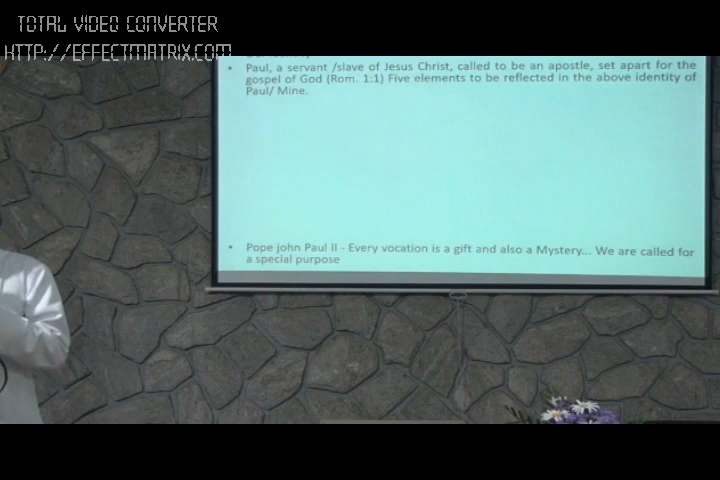 TOTAL VIDEO CONVERTER
HTTP://EFFECTMATRIX.COM
• Paul, a servant /slave of Jesus Christ, called to be an apostle, set apart for the
gospel of God (Rom. 1:1) Five elements to be reflected in the above identity of
Paul/ Mine.
• Pope john Paul II - Every vocation is a gift and also a Mystery... We are called for
a special purpose